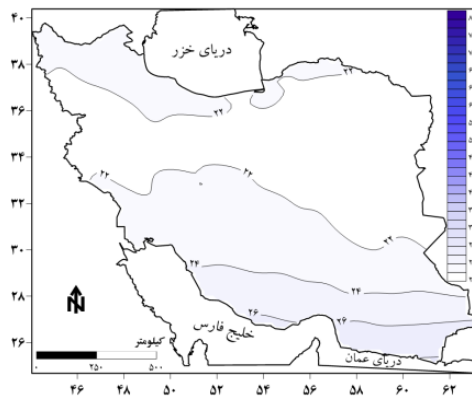 ۴۰
۳۸
۳۶
۳۴
۳۲
۳۰
۲۸
۲۶
دریای خزر
۲۲
۲۲
۲۲
۲۲
۲۲
۲۴
۲۴
۲۶
۲۶
خلیج فارس
دریای عمان
N
کیلومتر
۰ ۲۵۰ ۵۰۰
۴۶ ۴۸ ۵۰ ۵۲ ۵۴ ۵۶ ۵۸ ۶۰ ۶۲